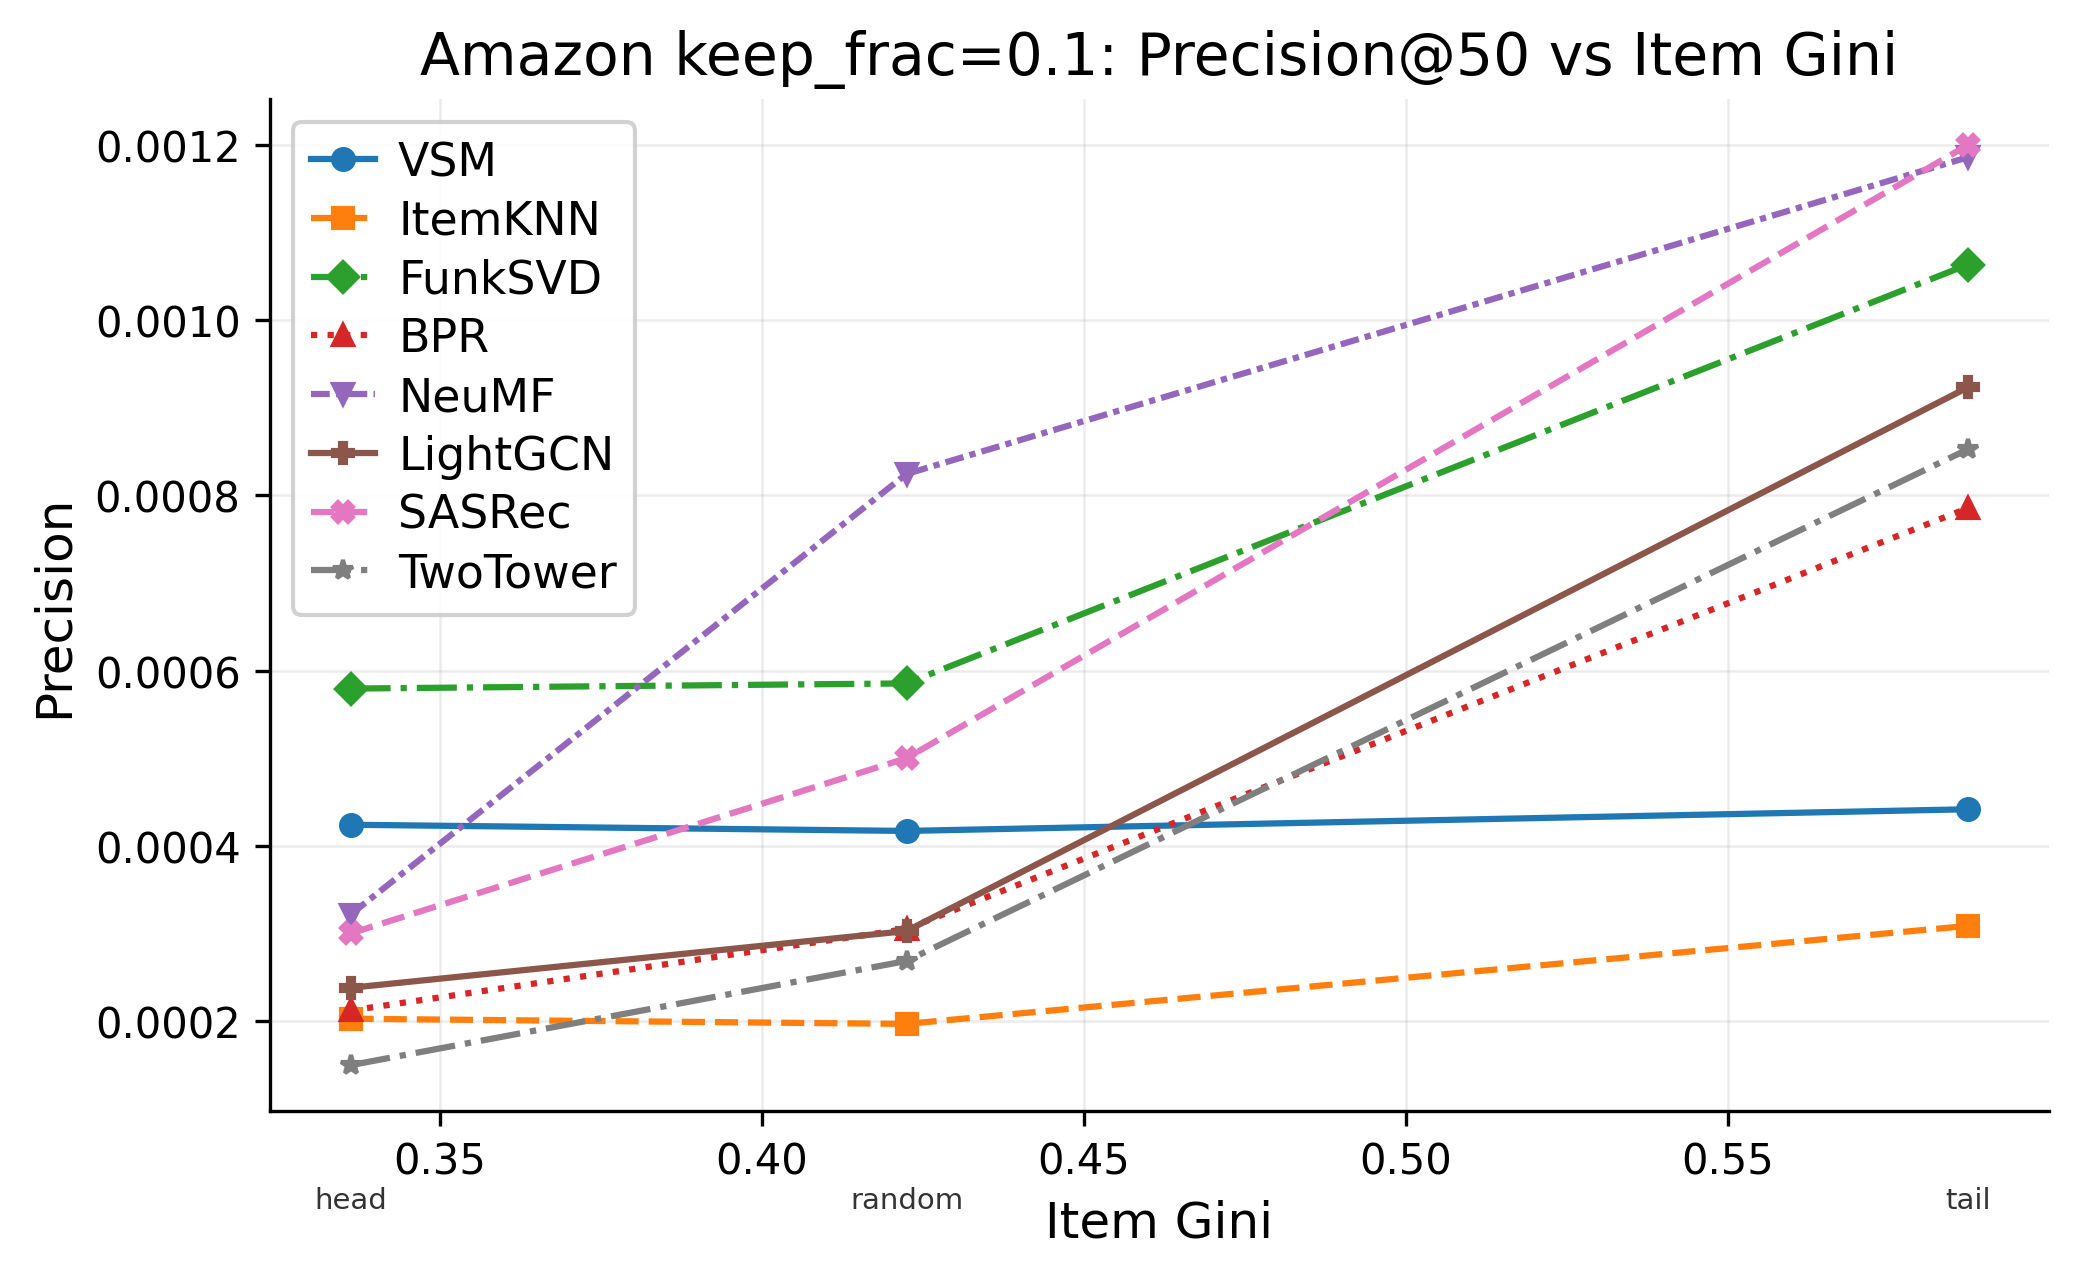 Amazon keep_frac=0.1: Precision@50 vs Item Gini
VSM
ItemKNN
FunkSVD
BPR
NeuMF
LightGCN
SASRec
TwoTower
Precision
0.0012
0.0010
0.0008
0.0006
0.0004
0.0002
0.35 0.40 0.45 0.50 0.55
head random tail
Item Gini